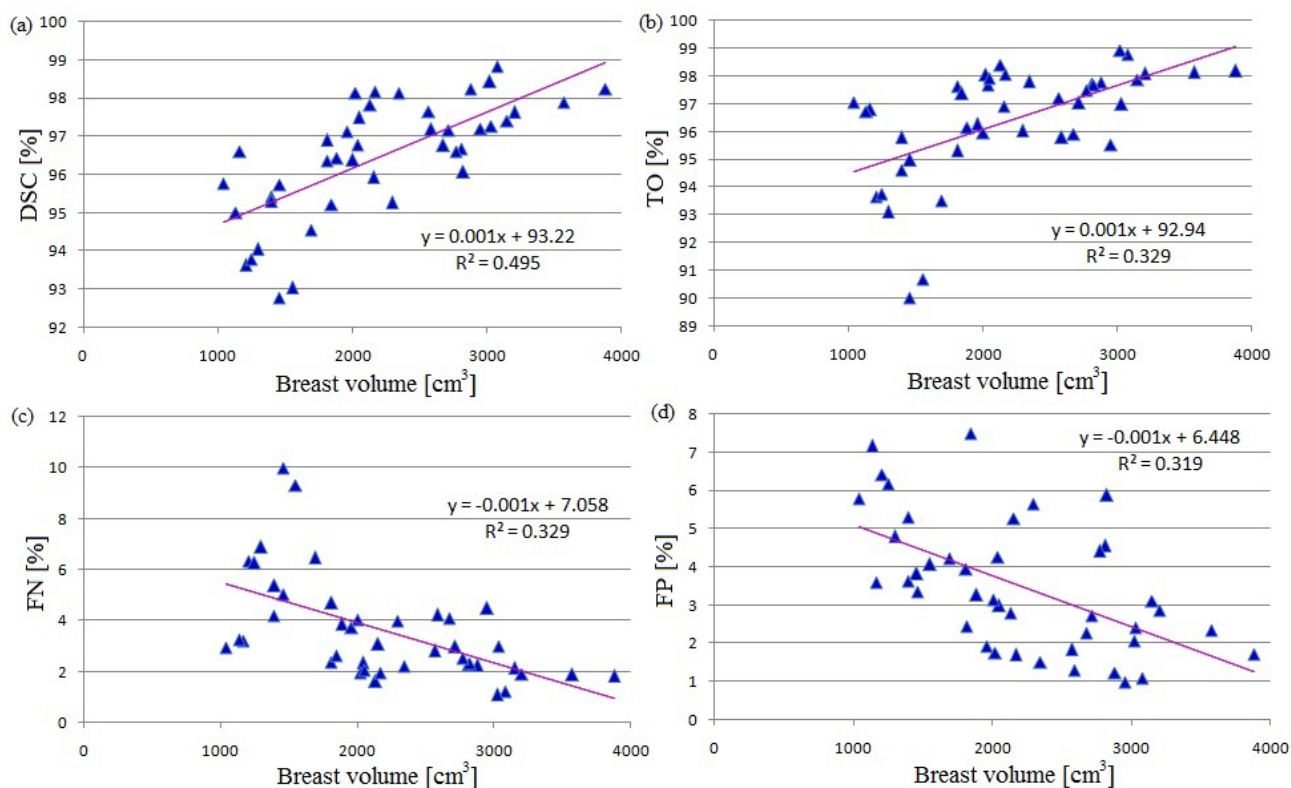 (a)
100
99
98
97
96
95
94
93
92
DSC [%]
y = 0.001x + 93.22
R² = 0.495
0 1000 2000 3000 4000
Breast volume [cm³]
(b)
100
99
98
97
96
95
94
93
92
91
90
89
TO [%]
y = 0.001x + 92.94
R² = 0.329
0 1000 2000 3000 4000
Breast volume [cm³]
(c)
12
10
8
6
4
2
0
FN [%]
y = -0.001x + 7.058
R² = 0.329
0 1000 2000 3000 4000
Breast volume [cm³]
(d)
8
7
6
5
4
3
2
1
0
FP [%]
y = -0.001x + 6.448
R² = 0.319
0 1000 2000 3000 4000
Breast volume [cm³]